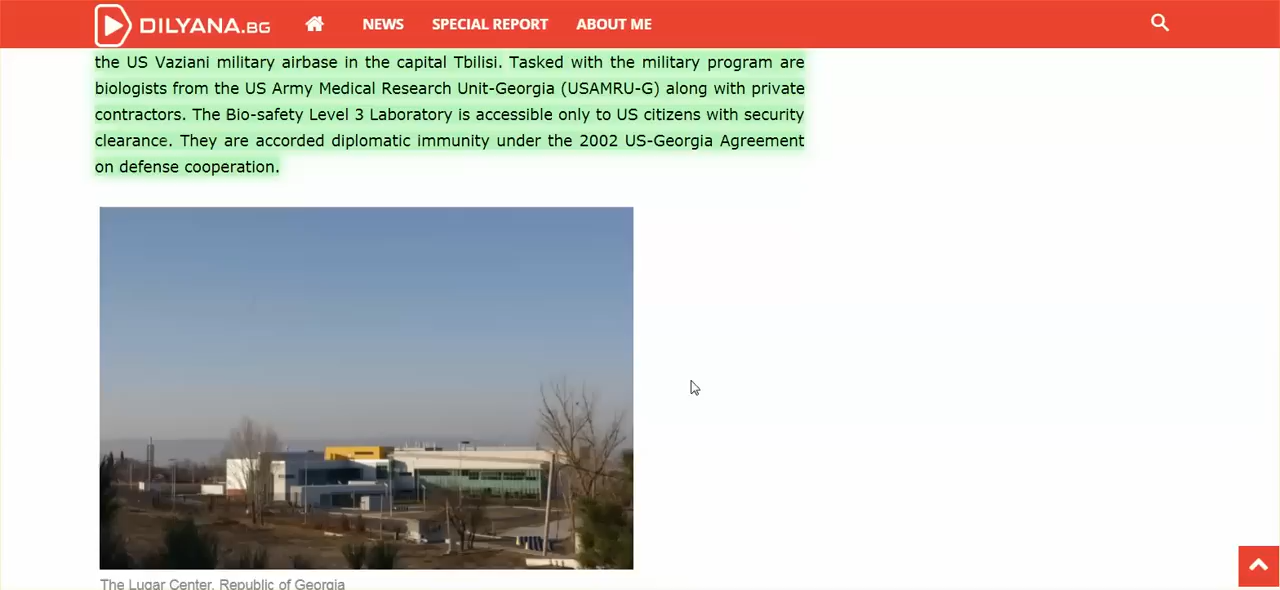 DILYANA.BG NEWS SPECIAL REPORT ABOUT ME
the US Vaziani military airbase in the capital Tbilisi. Tasked with the military program are
biologists from the US Army Medical Research Unit-Georgia (USAMRU-G) along with private
contractors. The Bio-safety Level 3 Laboratory is accessible only to US citizens with security
clearance. They are accorded diplomatic immunity under the 2002 US-Georgia Agreement
on defense cooperation.
The Lugar Center, Republic of Georgia